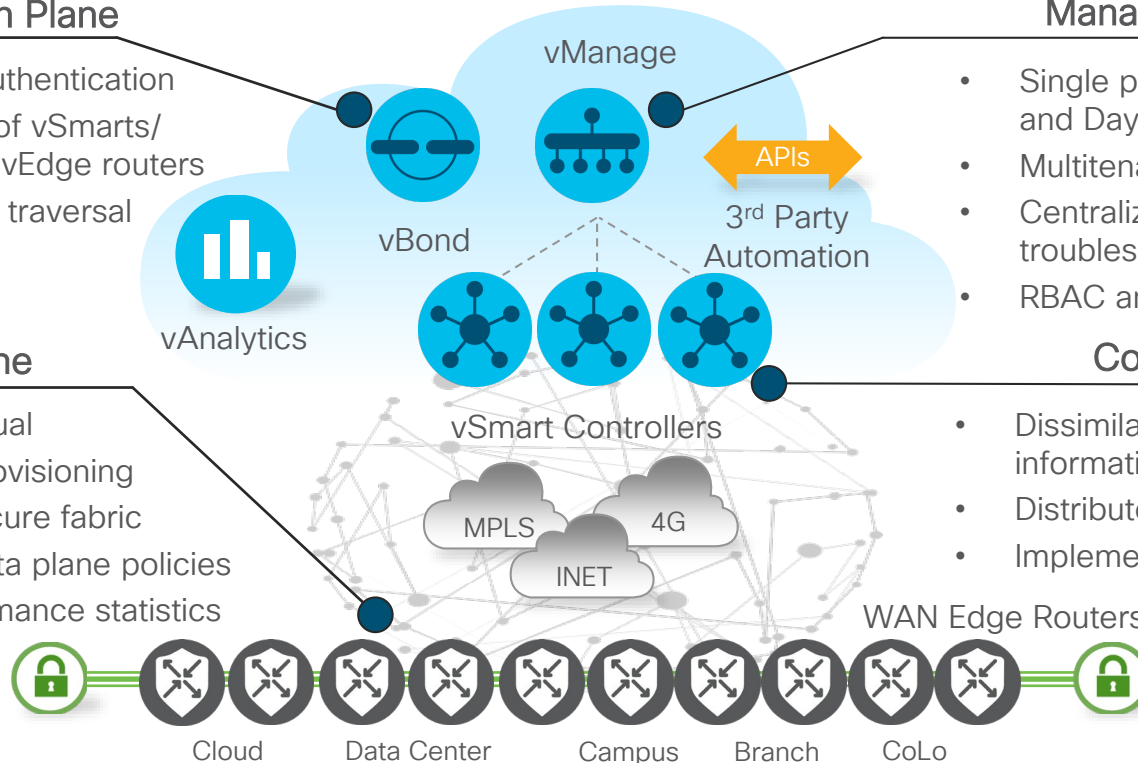 n Plane
uthentication
of vSmarts/
vEdge routers
traversal
vManage
vBond
vAnalytics
APIs
3rd Party
Automation
Mana
• Single p
and Day
• Multitena
• Centraliz
troubles
• RBAC
ne
ual
ovisioning
cure fabric
ta plane policies
mance statistics
vSmart Controllers
MPLS
4G
INET
Co
• Dissimila
informati
• Distribute
• Impleme
WAN Edge Routers
Cloud
Data Center
Campus
Branch
CoLo